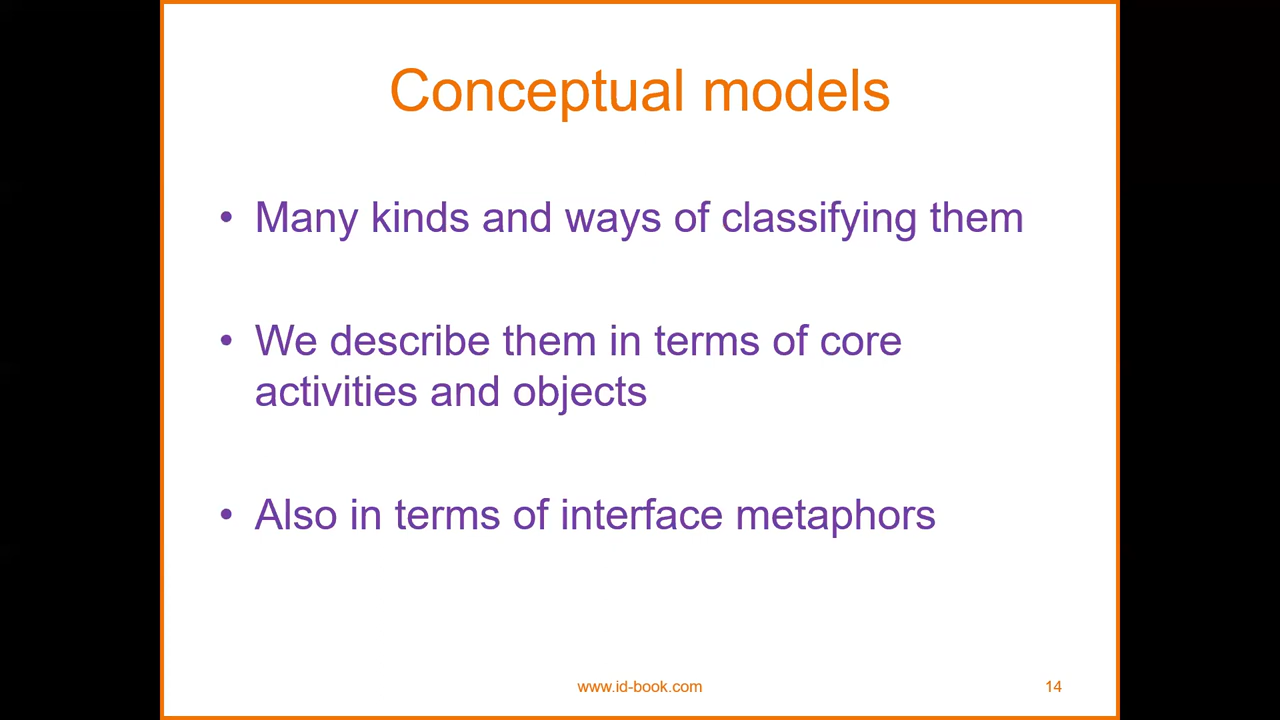 Conceptual models
• Many kinds and ways of classifying them
• We describe them in terms of core
activities and objects
• Also in terms of interface metaphors
www.id-book.com
14